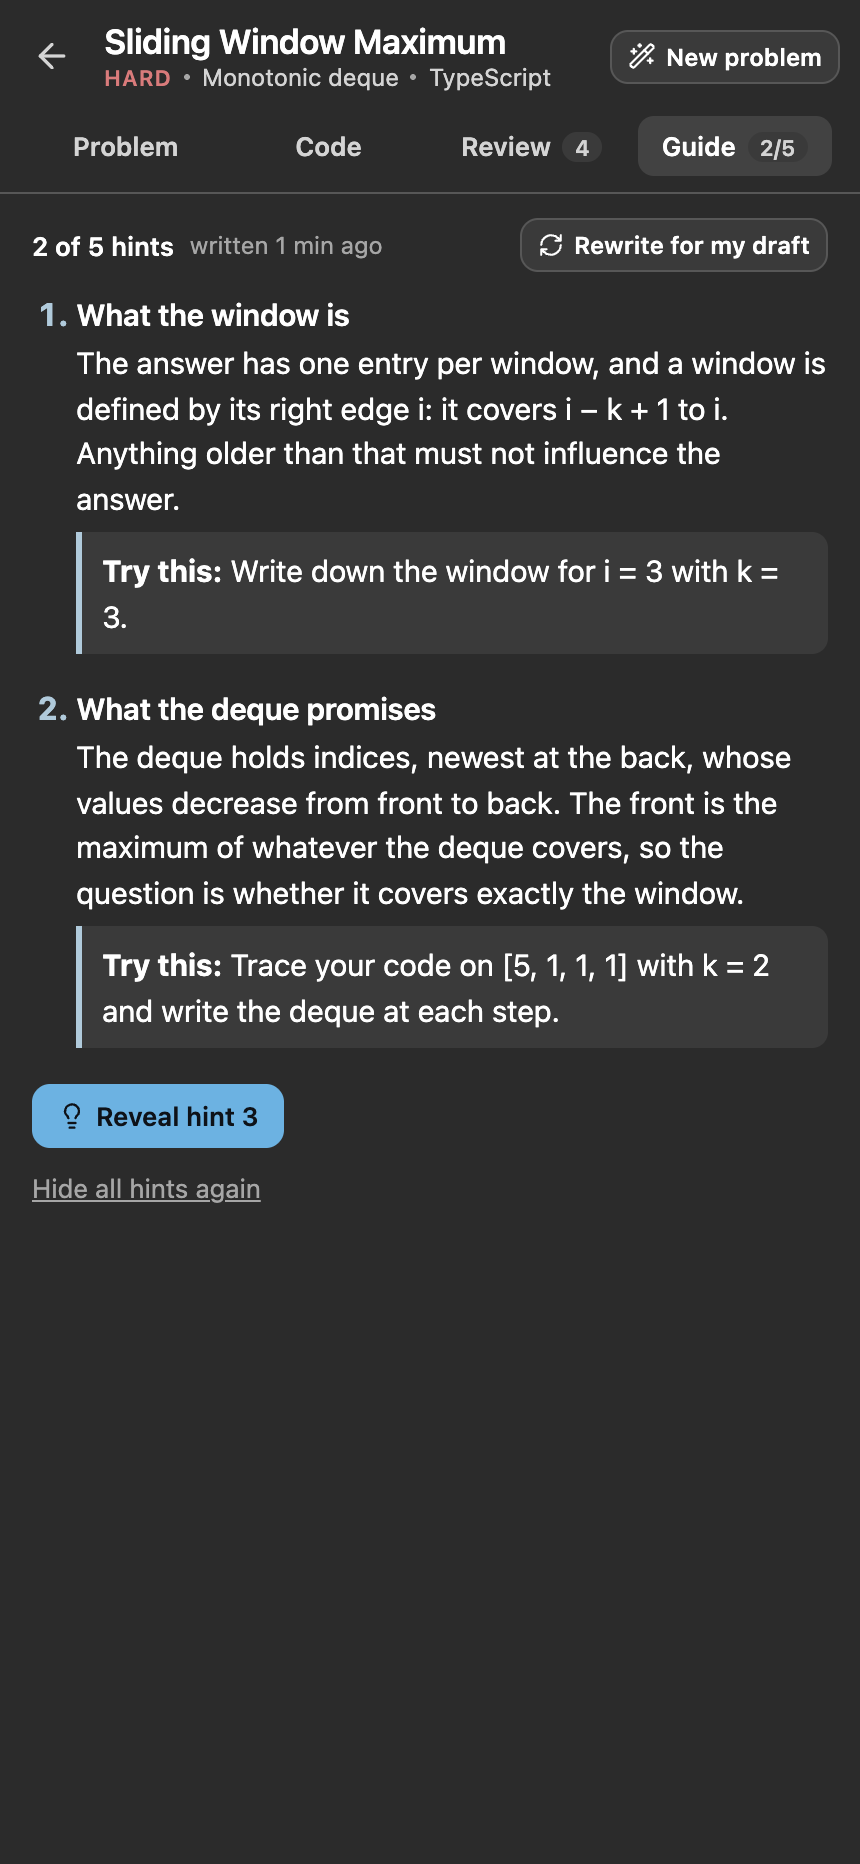 Sliding Window Maximum
HARD • Monotonic deque • TypeScript
New problem
Problem
Code
Review 4
Guide 2/5
2 of 5 hints written 1 min ago
Rewrite for my draft
1. What the window is
The answer has one entry per window, and a window is
defined by its right edge i: it covers i − k + 1 to i.
Anything older than that must not influence the
answer.
Try this: Write down the window for i = 3 with k =
3.
2. What the deque promises
The deque holds indices, newest at the back, whose
values decrease from front to back. The front is the
maximum of whatever the deque covers, so the
question is whether it covers exactly the window.
Try this: Trace your code on [5, 1, 1, 1] with k = 2
and write the deque at each step.
Reveal hint 3
Hide all hints again